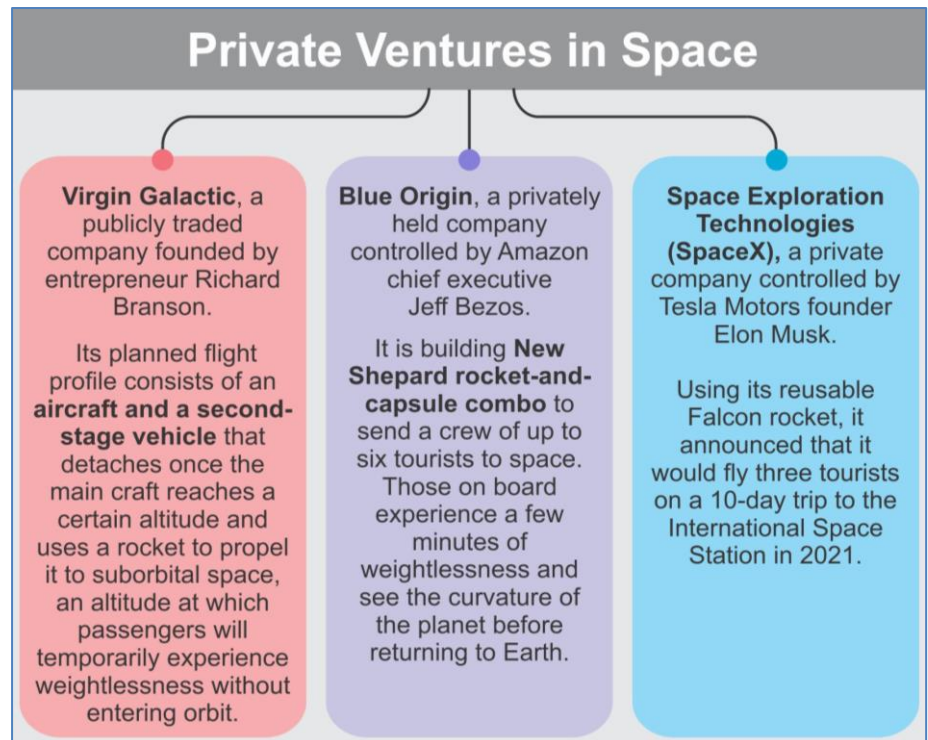 Private Ventures in Space
Virgin Galactic, a
publicly traded
company founded by
entrepreneur Richard
Branson.
Its planned flight
profile consists of an
aircraft and a second-
stage vehicle that
detaches once the
main craft reaches a
certain altitude and
uses a rocket to propel
it to suborbital space,
an altitude at which
passengers will
temporarily experience
weightlessness without
entering orbit.
Blue Origin, a privately
held company
controlled by Amazon
chief executive
Jeff Bezos.
It is building New
Shepard rocket-and-
capsule combo to
send a crew of up to
six tourists to space.
Those on board
experience a few
minutes of
weightlessness and
see the curvature of
the planet before
returning to Earth.
Space Exploration
Technologies
(SpaceX), a private
company controlled by
Tesla Motors founder
Elon Musk.
Using its reusable
Falcon rocket, it
announced that it
would fly three tourists
on a 10-day trip to the
International Space
Station in 2021.